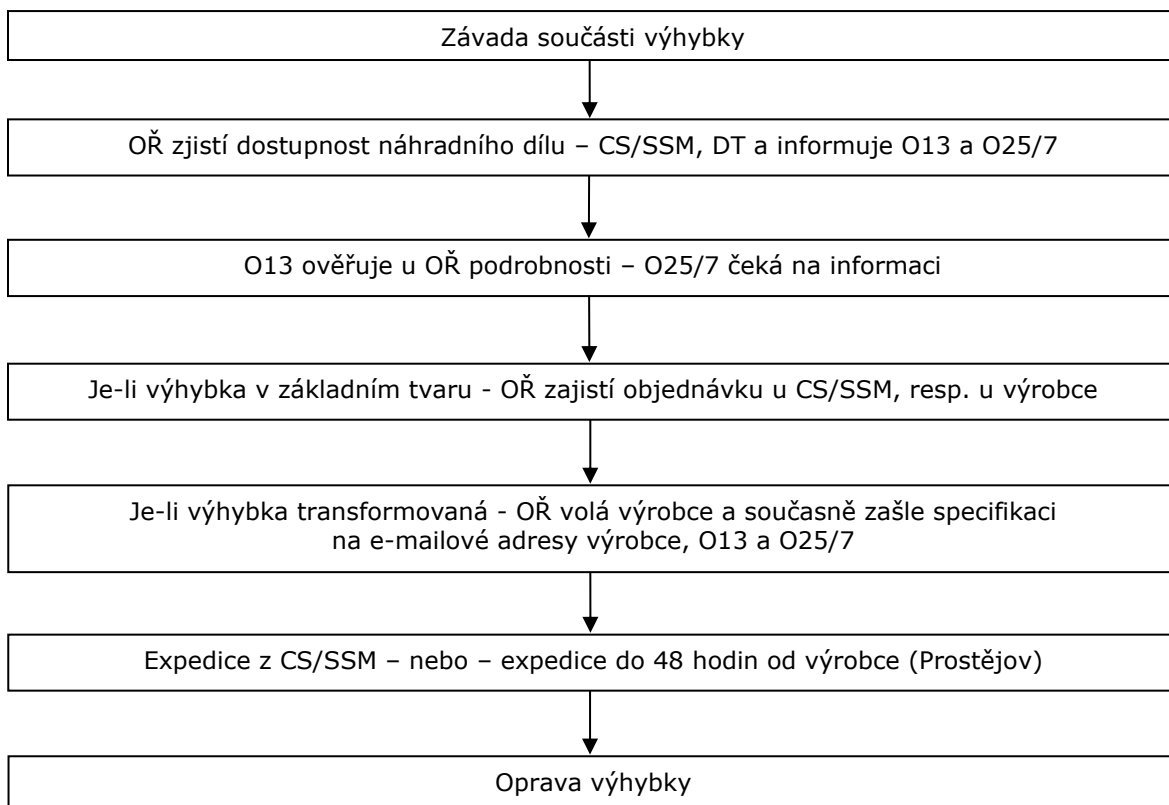 Závada součásti výhybky
OŘ zjistí dostupnost náhradního dílu – CS/SSM, DT a informuje O13 a O25/7
O13 ověřuje u OŘ podrobnosti – O25/7 čeká na informaci
Je-li výhybka v základním tvaru - OŘ zajistí objednávku u CS/SSM, resp. u výrobce
Je-li výhybka transformovaná - OŘ volá výrobce a současně zašle specifikaci
na e-mailové adresy výrobce, O13 a O25/7
Expedice z CS/SSM – nebo – expedice do 48 hodin od výrobce (Prostějov)
Oprava výhybky